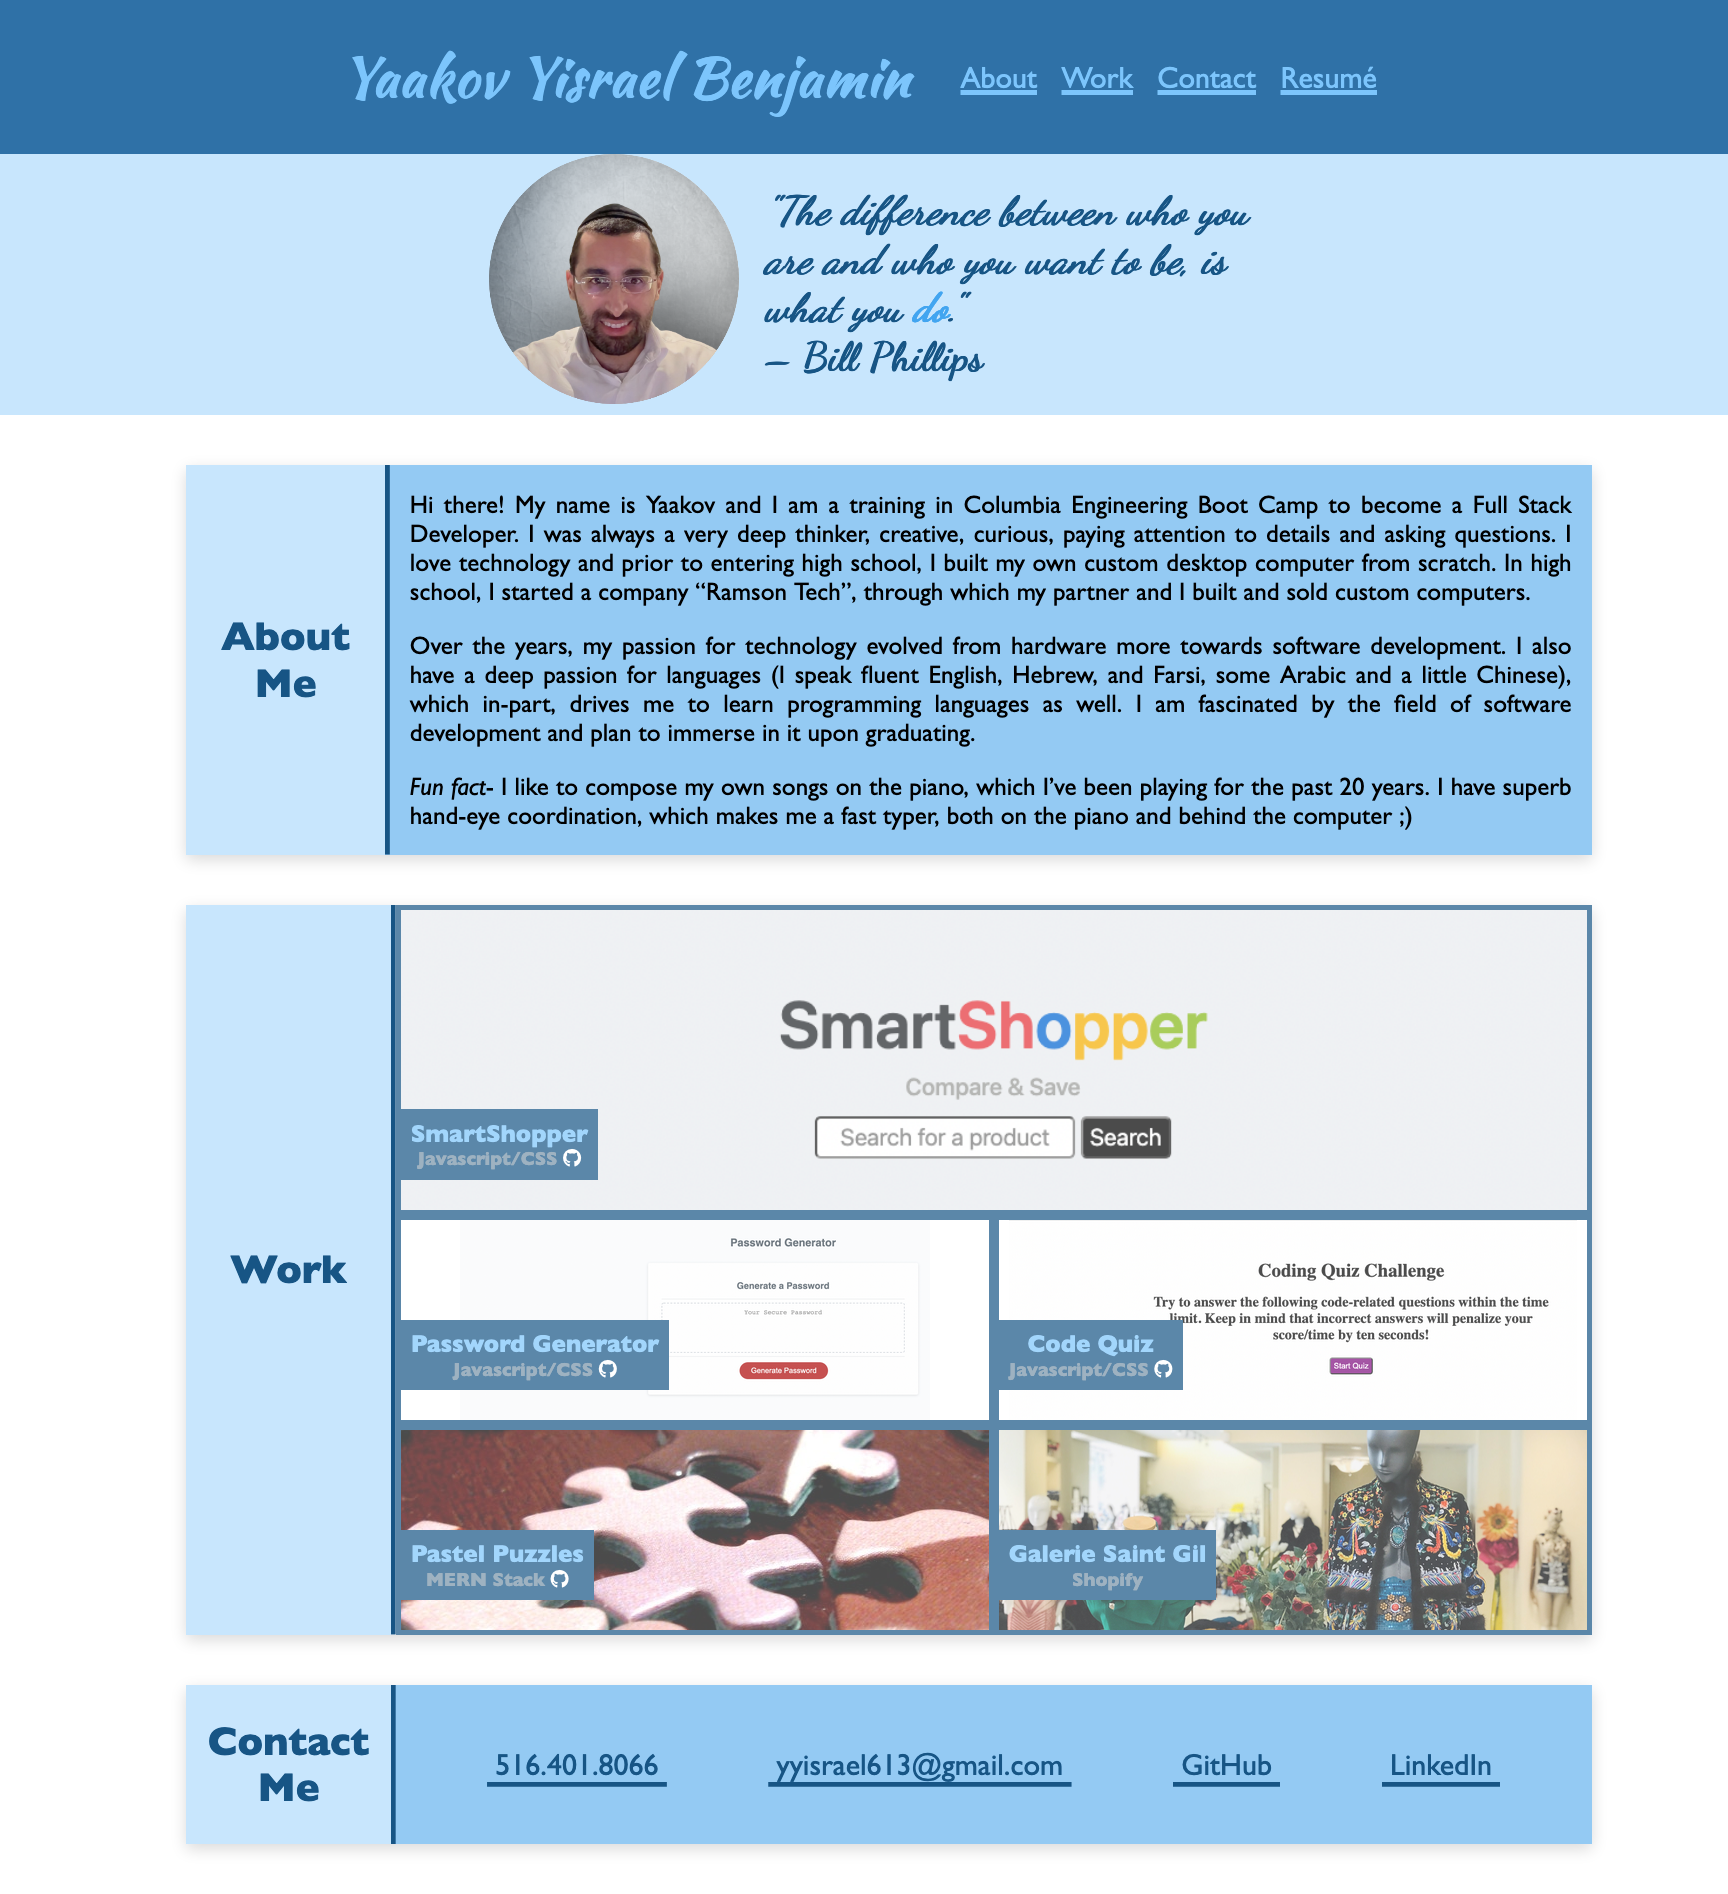 Yaakov Yisrael Benjamin
About Work Contact Resumé
"The difference between who you
are and who you want to be, is
what you do."
— Bill Phillips
About
Me
Hi there! My name is Yaakov and I am a training in Columbia Engineering Boot Camp to become a Full Stack
Developer. I was always a very deep thinker, creative, curious, paying attention to details and asking questions. I
love technology and prior to entering high school, I built my own custom desktop computer from scratch. In high
school, I started a company “Ramson Tech”, through which my partner and I built and sold custom computers.
Over the years, my passion for technology evolved from hardware more towards software development. I also
have a deep passion for languages (I speak fluent English, Hebrew, and Farsi, some Arabic and a little Chinese),
which in-part, drives me to learn programming languages as well. I am fascinated by the field of software
development and plan to immerse in it upon graduating.
Fun fact- I like to compose my own songs on the piano, which I’ve been playing for the past 20 years. I have superb
hand-eye coordination, which makes me a fast typer, both on the piano and behind the computer ;)
Work
SmartShopper
Compare & Save
Search for a product Search
SmartShopper
Javascript/CSS
Password Generator
Generate a Password
Your Secure Password
Generate Password
Password Generator
Javascript/CSS
Coding Quiz Challenge
Try to answer the following code-related questions within the time
limit. Keep in mind that incorrect answers will penalize your
score/time by ten seconds!
Start Quiz
Code Quiz
Javascript/CSS
Pastel Puzzles
MERN Stack
Galerie Saint Gil
Shopify
Contact
Me
516.401.8066
yyisrael613@gmail.com
GitHub
LinkedIn